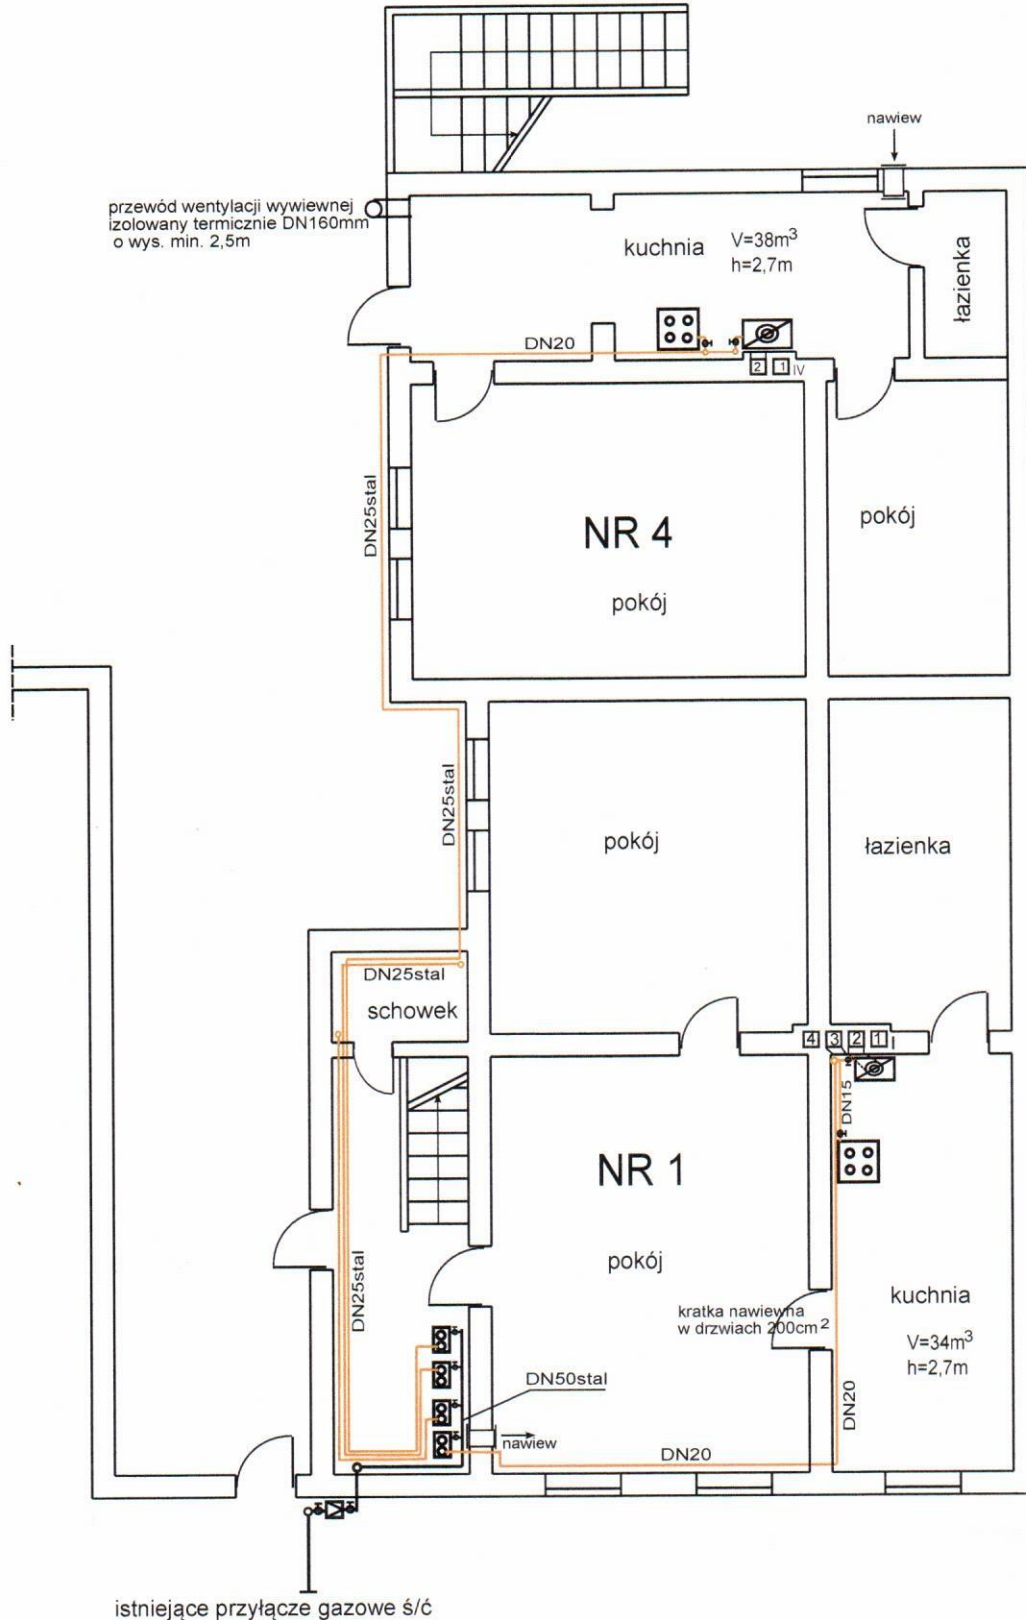 nawiew
przewód wentylacji wywiewnej
izolowany termicznie DN160mm
o wys. min. 2,5m
kuchnia
V=38m³
h=2,7m
łazienka
DN20
2
1
IV
DN25stal
NR 4
pokój
pokój
DN25stal
pokój
łazienka
DN25stal
schowek
4
3
2
1
I
DN15
NR 1
pokój
DN25stal
kuchnia
kratka nawiewna
w drzwiach 200cm²
V=34m³
h=2,7m
DN50stal
DN20
nawiew
DN20
istniejące przyłącze gazowe ś/ć